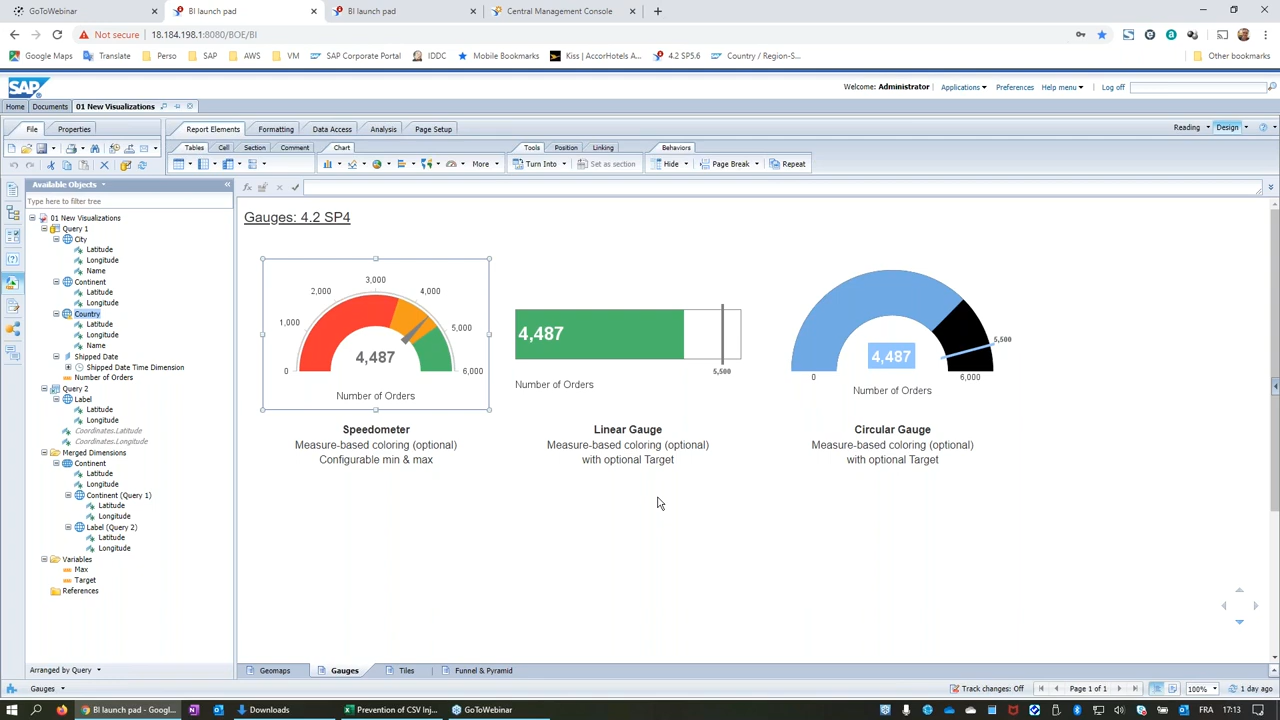 GoToWebinar
BI launch pad
BI launch pad
Central Management Console
Not secure
18.184.198.1:8080/BOE/BI
Google Maps
Translate
Perso
SAP
AWS
VM
SAP Corporate Portal
IDDC
Mobile Bookmarks
Kiss | AccorHotels A...
4.2 SP5.6
Country / Region-S...
Other bookmarks
SAP
Welcome: Administrator
Applications
Preferences
Help menu
Log off
Home
Documents
01 New Visualizations
File
Properties
Report Elements
Formatting
Data Access
Analysis
Page Setup
Reading
Design
Tables
Cell
Section
Comment
Chart
Tools
Position
Linking
Behaviors
More
Turn Into
Set as section
Hide
Page Break
Repeat
Available Objects
Type here to filter tree
01 New Visualizations
Query 1
City
Latitude
Longitude
Name
Continent
Latitude
Longitude
Country
Latitude
Longitude
Name
Shipped Date
Shipped Date Time Dimension
Number of Orders
Query 2
Label
Latitude
Longitude
Coordinates.Latitude
Coordinates.Longitude
Merged Dimensions
Continent
Latitude
Longitude
Continent (Query 1)
Latitude
Longitude
Label (Query 2)
Latitude
Longitude
Variables
Max
Target
References
Arranged by Query
Gauges: 4.2 SP4
0
1,000
2,000
3,000
4,000
5,000
6,000
4,487
Number of Orders
Speedometer
Measure-based coloring (optional)
Configurable min & max
4,487
5,500
Number of Orders
Linear Gauge
Measure-based coloring (optional)
with optional Target
4,487
5,500
0
6,000
Number of Orders
Circular Gauge
Measure-based coloring (optional)
with optional Target
Geomaps
Gauges
Tiles
Funnel & Pyramid
Gauges
Track changes: Off
Page 1 of 1
100%
1 day ago
BI launch pad - Googl...
Downloads
Prevention of CSV Inj...
GoToWebinar
FRA
17:13